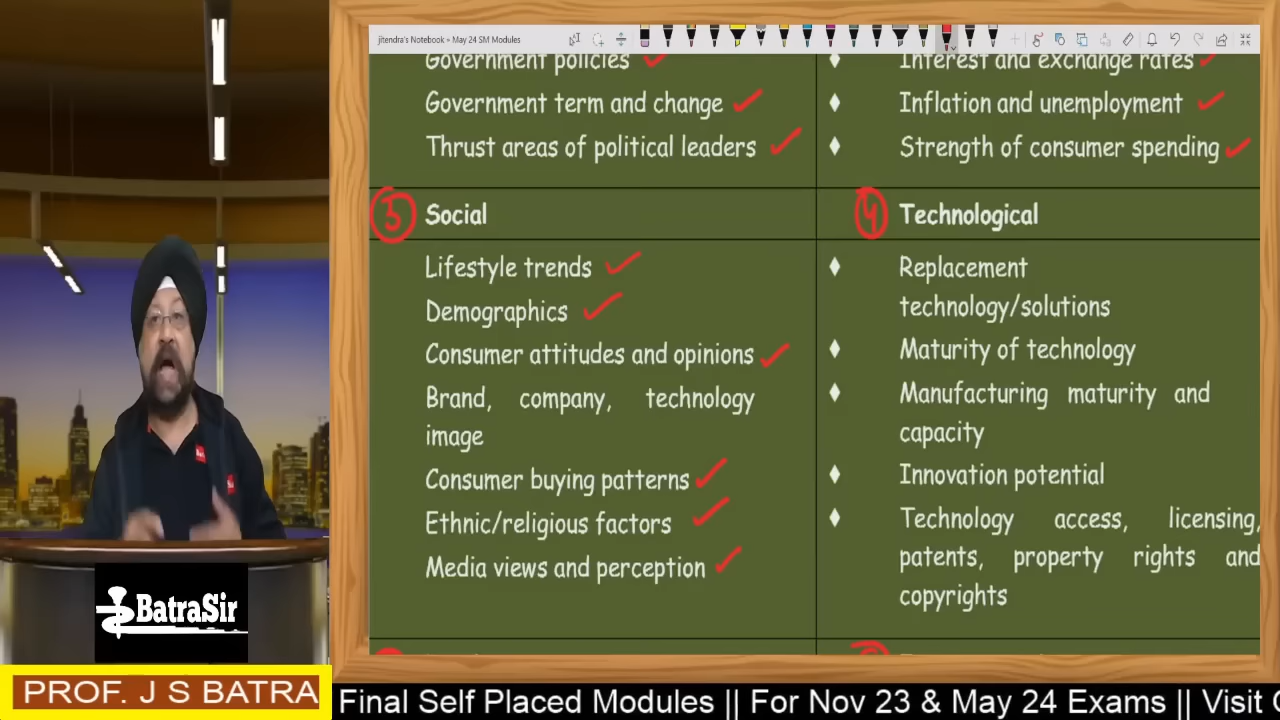 jitendra's Notebook » May 24 SM Modules
Government policies
Government term and change
Thrust areas of political leaders
Interest and exchange rates
Inflation and unemployment
Strength of consumer spending
3 Social
Lifestyle trends
Demographics
Consumer attitudes and opinions
Brand, company, technology
image
Consumer buying patterns
Ethnic/religious factors
Media views and perception
4 Technological
Replacement
technology/solutions
Maturity of technology
Manufacturing maturity and
capacity
Innovation potential
Technology access, licensing,
patents, property rights and
copyrights
BatraSir
PROF. J S BATRA
Final Self Placed Modules || For Nov 23 & May 24 Exams || Visit